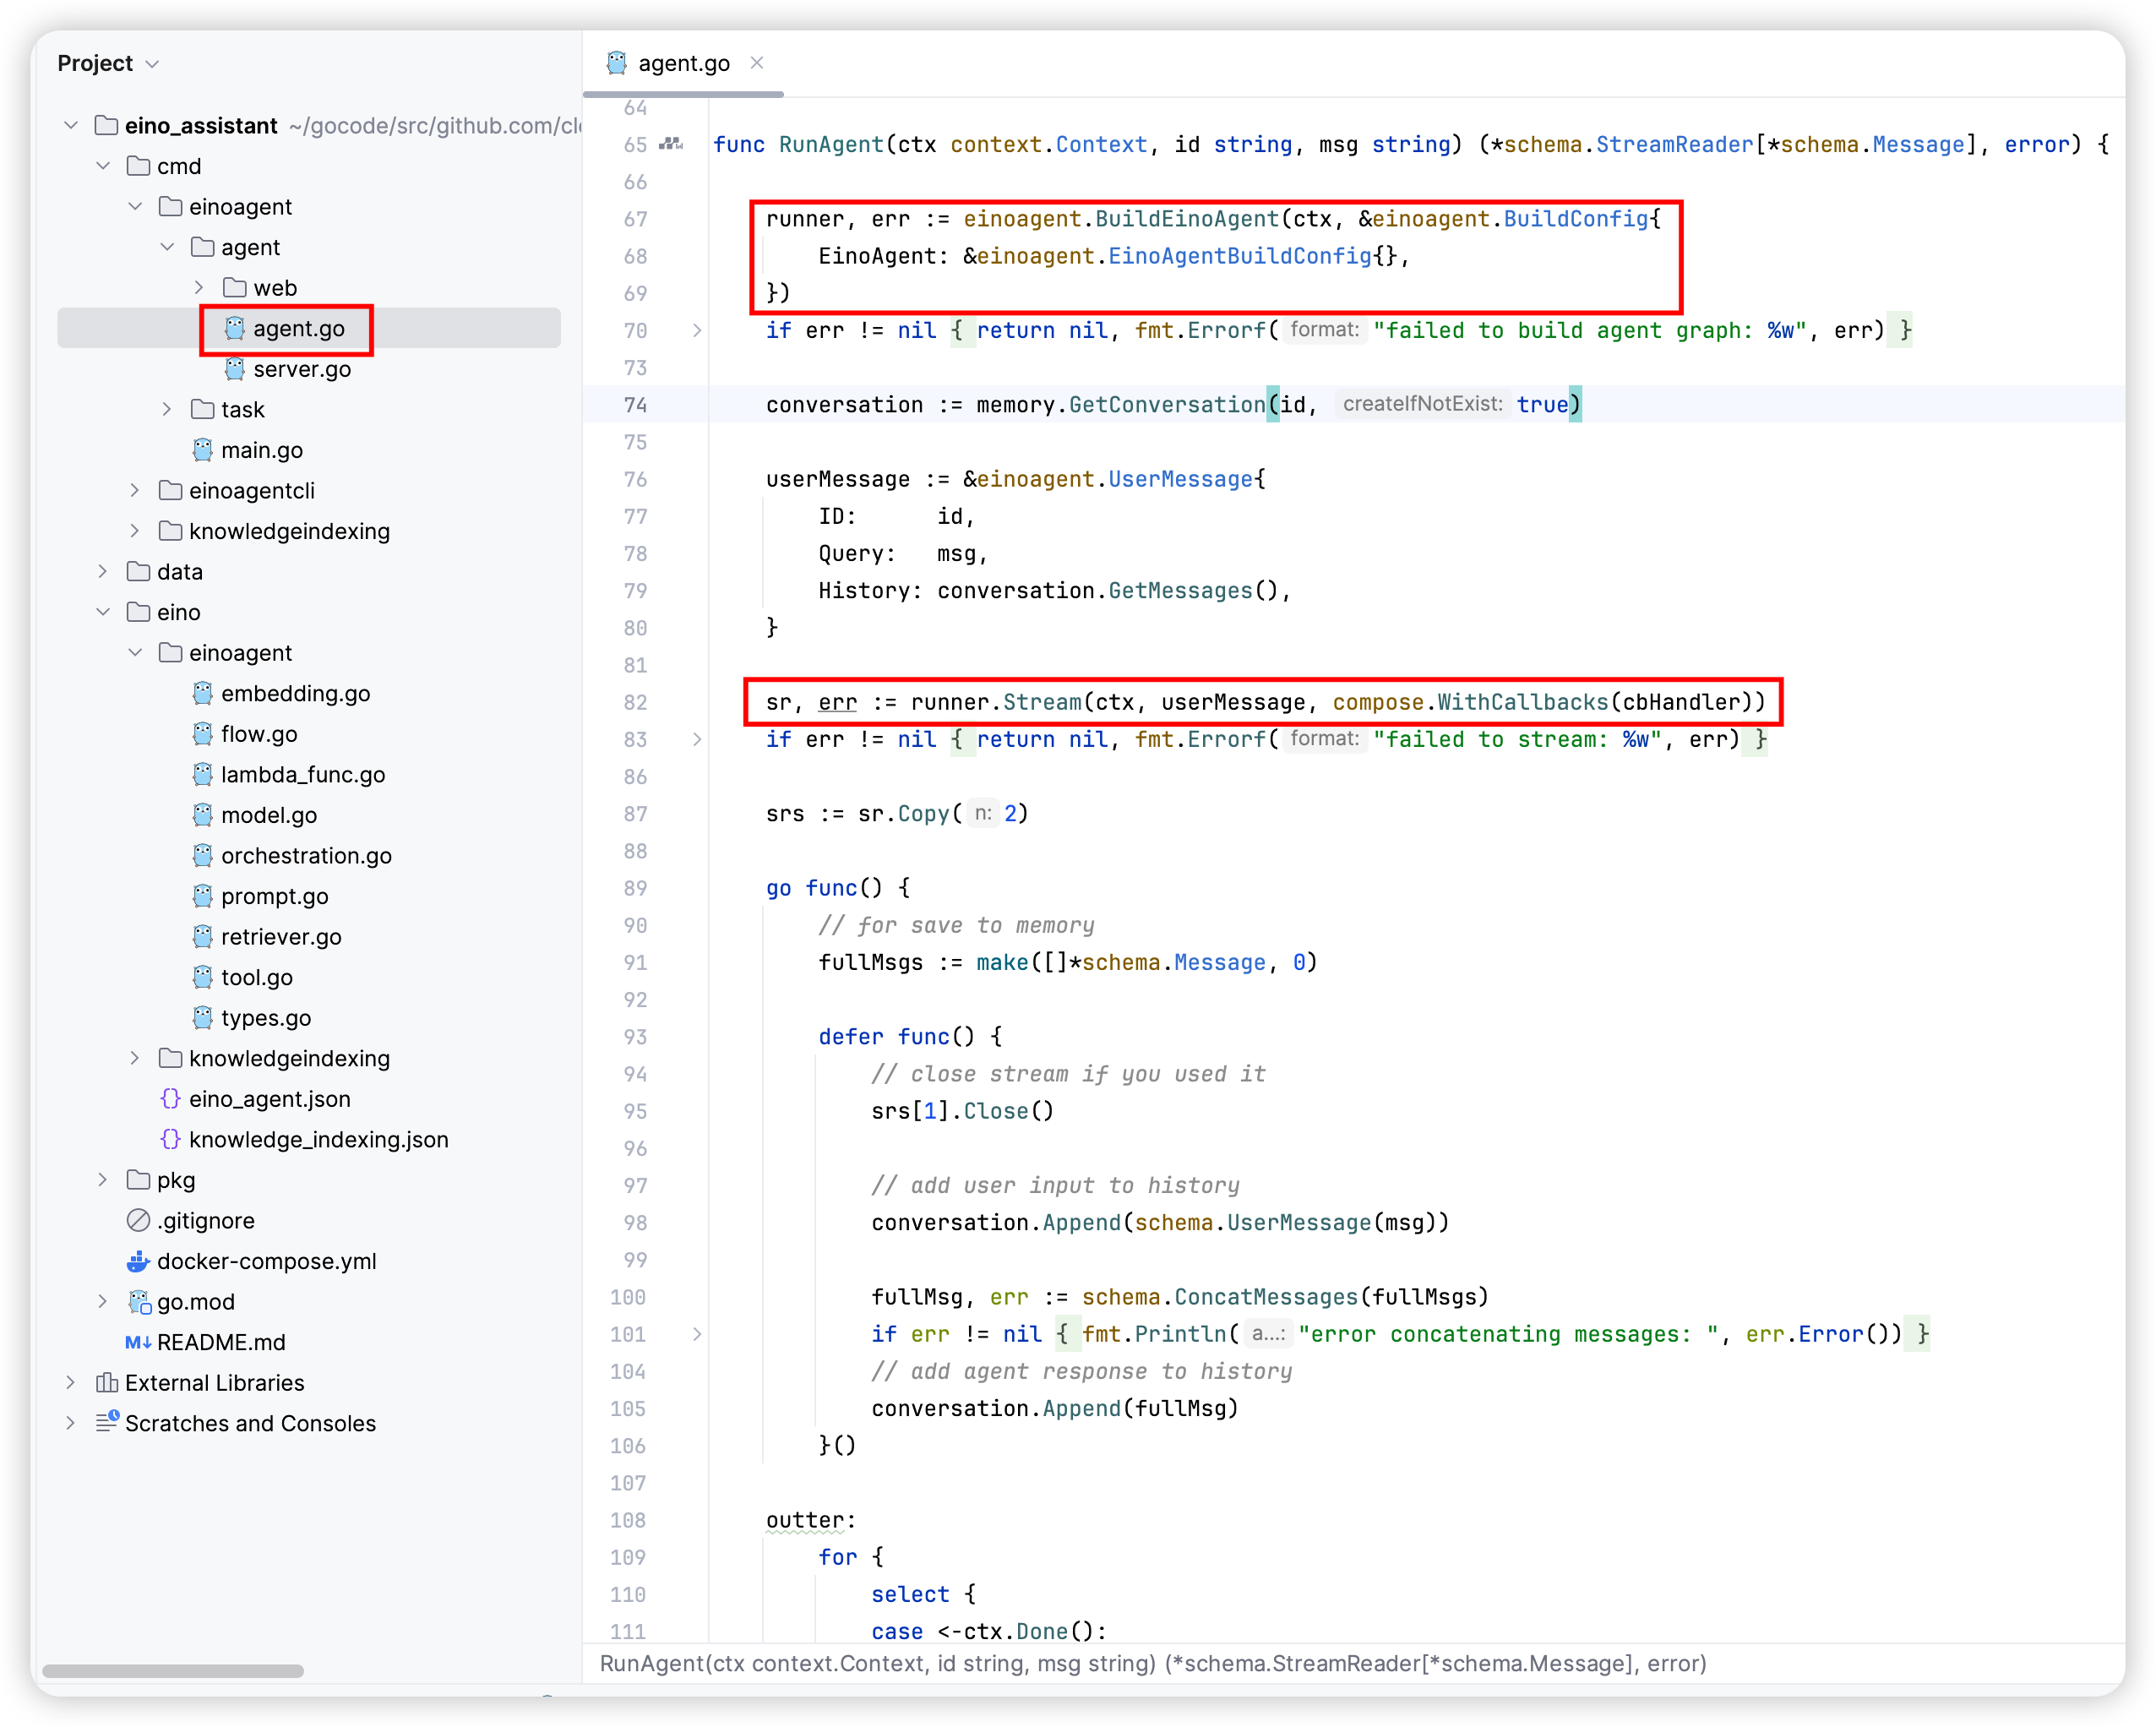 Project
eino_assistant ~/gocode/src/github.com/cl
cmd
einoagent
agent
web
agent.go
server.go
task
main.go
einoagentcli
knowledgeindexing
data
eino
einoagent
embedding.go
flow.go
lambda_func.go
model.go
orchestration.go
prompt.go
retriever.go
tool.go
types.go
knowledgeindexing
{} eino_agent.json
{} knowledge_indexing.json
pkg
.gitignore
docker-compose.yml
go.mod
M↓ README.md
External Libraries
Scratches and Consoles
agent.go
64
65 func RunAgent(ctx context.Context, id string, msg string) (*schema.StreamReader[*schema.Message], error) {
66
67 runner, err := einoagent.BuildEinoAgent(ctx, &einoagent.BuildConfig{
68 EinoAgent: &einoagent.EinoAgentBuildConfig{},
69 })
70 if err != nil { return nil, fmt.Errorf( format: "failed to build agent graph: %w", err) }
73
74 conversation := memory.GetConversation(id, createIfNotExist: true)
75
76 userMessage := &einoagent.UserMessage{
77 ID: id,
78 Query: msg,
79 History: conversation.GetMessages(),
80 }
81
82 sr, err := runner.Stream(ctx, userMessage, compose.WithCallbacks(cbHandler))
83 if err != nil { return nil, fmt.Errorf( format: "failed to stream: %w", err) }
86
87 srs := sr.Copy( n: 2)
88
89 go func() {
90 // for save to memory
91 fullMsgs := make([]*schema.Message, 0)
92
93 defer func() {
94 // close stream if you used it
95 srs[1].Close()
96
97 // add user input to history
98 conversation.Append(schema.UserMessage(msg))
99
100 fullMsg, err := schema.ConcatMessages(fullMsgs)
101 if err != nil { fmt.Println( a...: "error concatenating messages: ", err.Error()) }
104 // add agent response to history
105 conversation.Append(fullMsg)
106 }()
107
108 outter:
109 for {
110 select {
111 case <-ctx.Done():
RunAgent(ctx context.Context, id string, msg string) (*schema.StreamReader[*schema.Message], error)